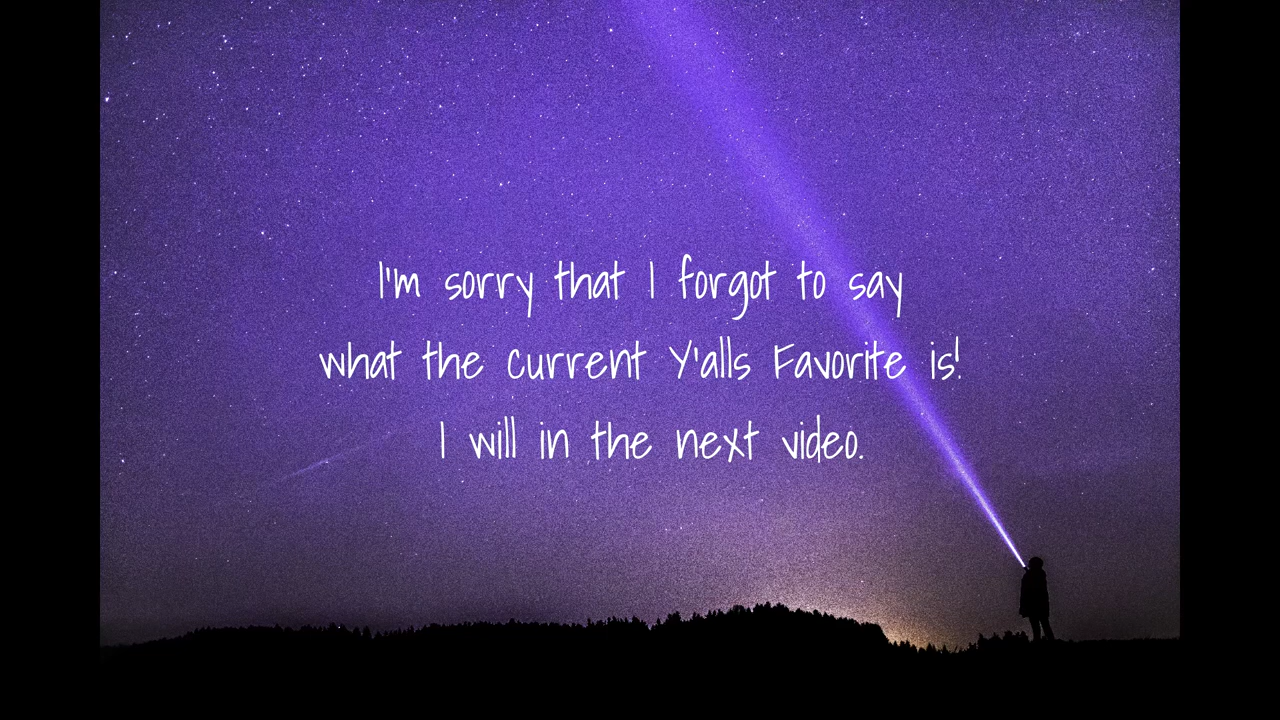 I'm sorry that I forgot to say
what the current Y'alls Favorite is!
I will in the next video.